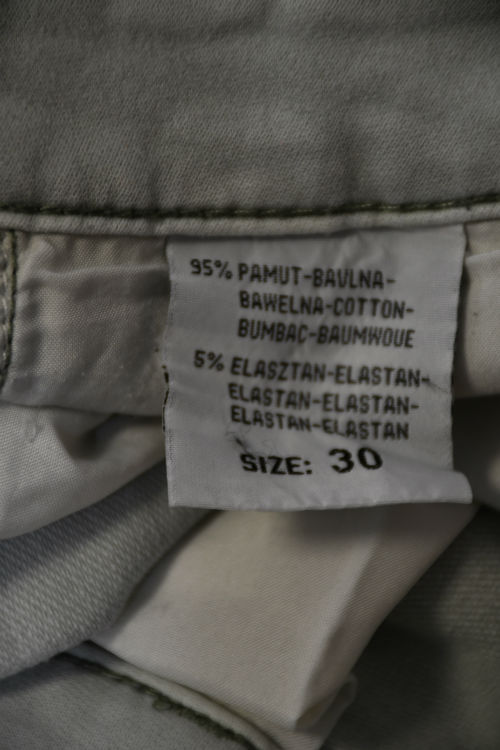 95% PAMUT-BAVLNA-
BAWELNA-COTTON-
BUMBAC-BAUMWOUE
5% ELASZTAN-ELASTAN-
ELASTAN-ELASTAN-
ELASTAN-ELASTAN
SIZE: 30